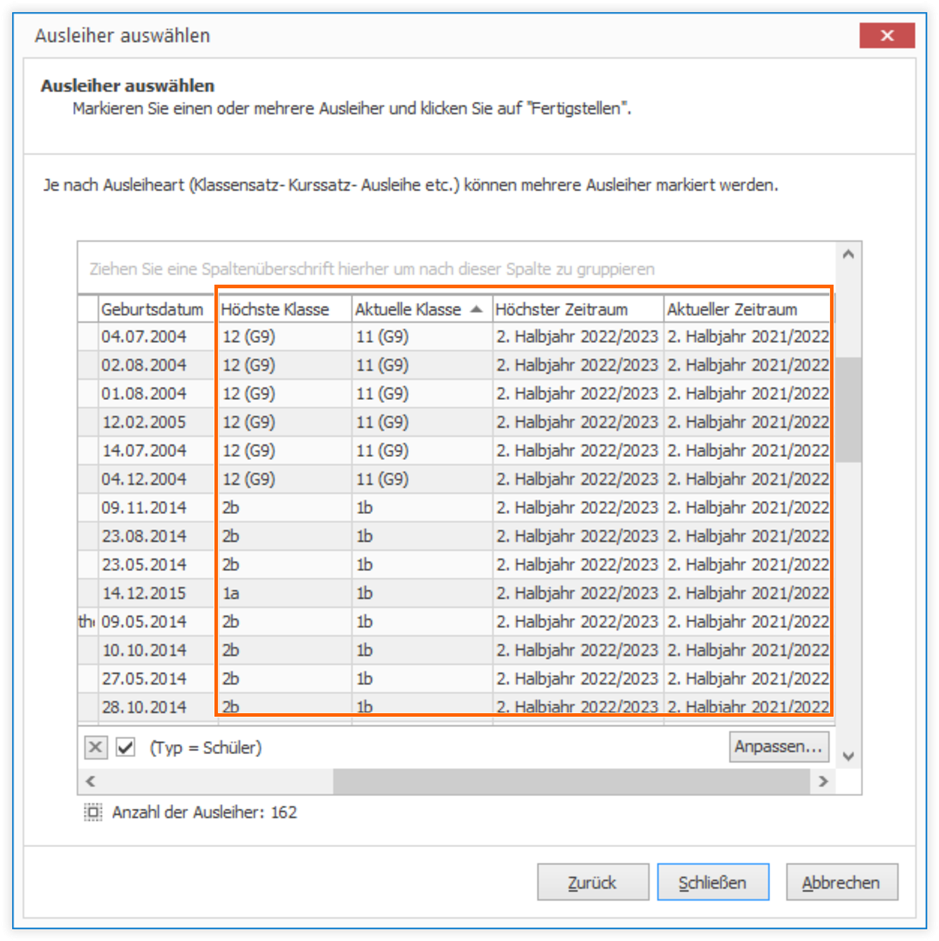 Ausleiher auswählen
Ausleiher auswählen
Markieren Sie einen oder mehrere Ausleiher und klicken Sie auf "Fertigstellen".
Je nach Ausleiheart (Klassensatz- Kurssatz- Ausleihe etc.) können mehrere Ausleiher markiert werden.
Ziehen Sie eine Spaltenüberschrift hierher um nach dieser Spalte zu gruppieren
Geburtsdatum Höchste Klasse Aktuelle Klasse Höchster Zeitraum Aktueller Zeitraum
04.07.2004 12 (G9) 11 (G9) 2. Halbjahr 2022/2023 2. Halbjahr 2021/2022
02.08.2004 12 (G9) 11 (G9) 2. Halbjahr 2022/2023 2. Halbjahr 2021/2022
01.08.2004 12 (G9) 11 (G9) 2. Halbjahr 2022/2023 2. Halbjahr 2021/2022
12.02.2005 12 (G9) 11 (G9) 2. Halbjahr 2022/2023 2. Halbjahr 2021/2022
14.07.2004 12 (G9) 11 (G9) 2. Halbjahr 2022/2023 2. Halbjahr 2021/2022
04.12.2004 12 (G9) 11 (G9) 2. Halbjahr 2022/2023 2. Halbjahr 2021/2022
09.11.2014 2b 1b 2. Halbjahr 2022/2023 2. Halbjahr 2021/2022
23.08.2014 2b 1b 2. Halbjahr 2022/2023 2. Halbjahr 2021/2022
23.05.2014 2b 1b 2. Halbjahr 2022/2023 2. Halbjahr 2021/2022
14.12.2015 1a 1b 2. Halbjahr 2022/2023 2. Halbjahr 2021/2022
09.05.2014 2b 1b 2. Halbjahr 2022/2023 2. Halbjahr 2021/2022
10.10.2014 2b 1b 2. Halbjahr 2022/2023 2. Halbjahr 2021/2022
27.05.2014 2b 1b 2. Halbjahr 2022/2023 2. Halbjahr 2021/2022
28.10.2014 2b 1b 2. Halbjahr 2022/2023 2. Halbjahr 2021/2022
(Typ = Schüler) Anpassen...
Anzahl der Ausleiher: 162
Zurück Schließen Abbrechen